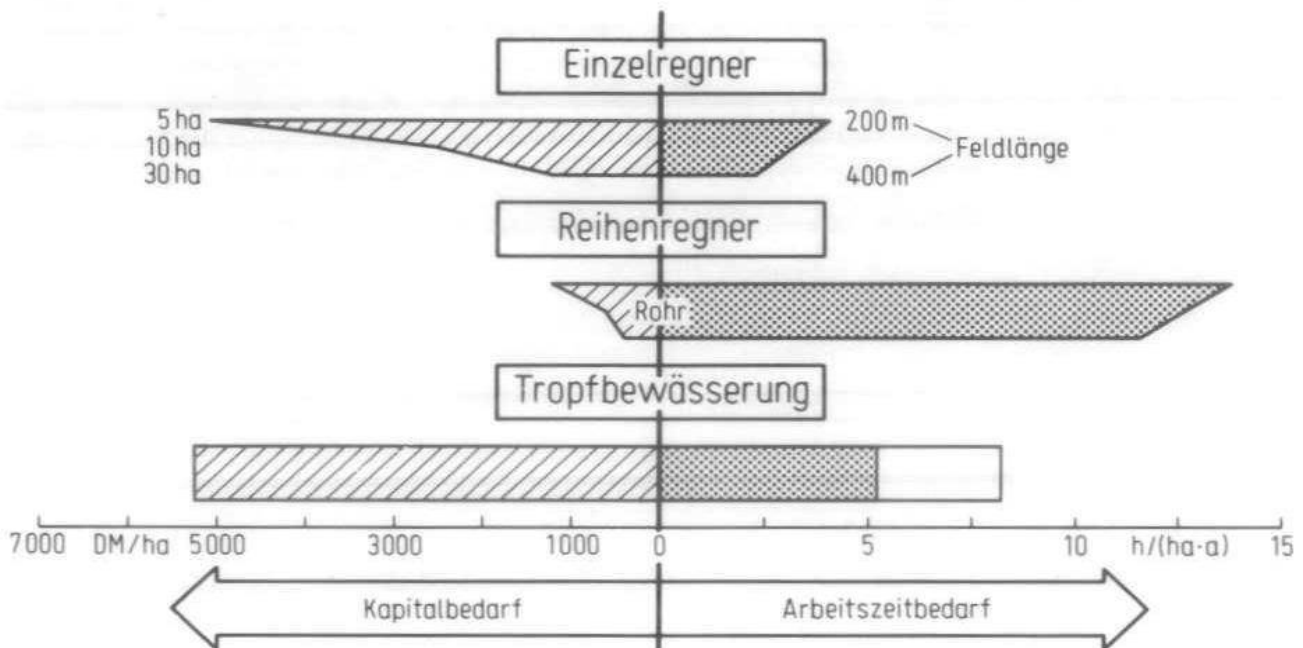 Einzelregner
5 ha
10 ha
30 ha
200 m
400 m
Feldlänge
Reihenregner
Rohr
Tropfbewässerung
7000 DM/ha 5000 3000 1000 0 5 10 h/(ha·a) 15
Kapitalbedarf Arbeitszeitbedarf